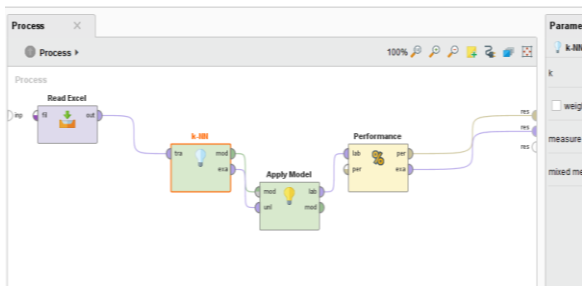 Process
Parame
Process
100%
k-NN
Process
k
Read Excel
inp
fil
out
res
weig
k-NN
Performance
res
tra
mod
lab
per
measure
res
exa
per
exa
Apply Model
mixed me
mod
lab
unl
mod